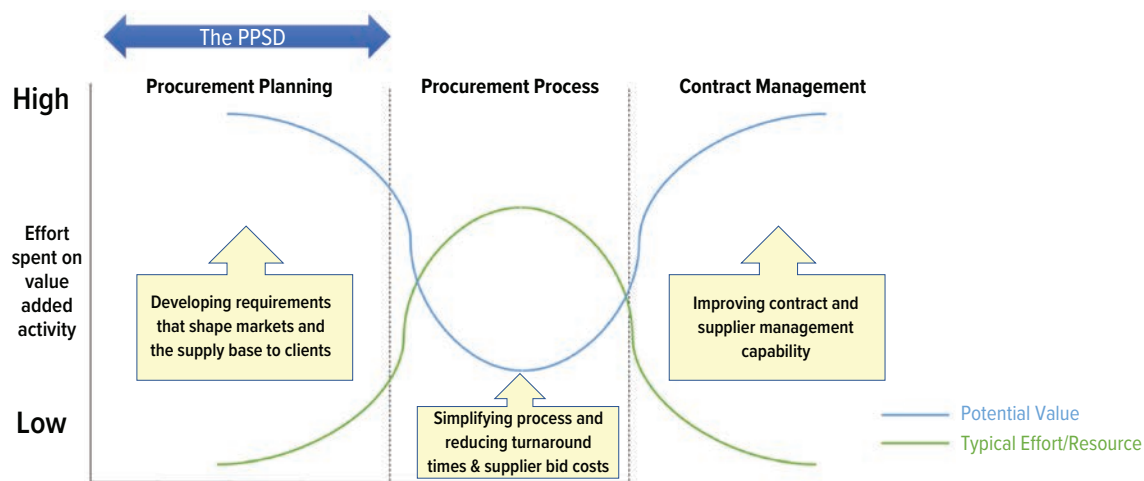 The PPSD
Procurement Planning
Procurement Process
Contract Management
High
Effort
spent on
value
added
activity
Developing requirements
that shape markets and
the supply base to clients
Improving contract and
supplier management
capability
Low
Simplifying process and
reducing turnaround
times & supplier bid costs
Potential Value
Typical Effort/Resource